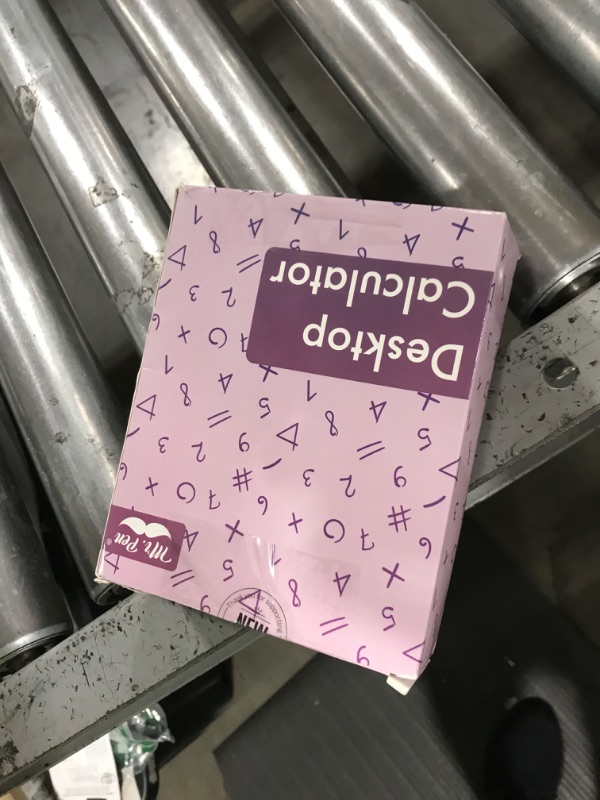 Desktop
Calculator
Mr. Pen®
NEW